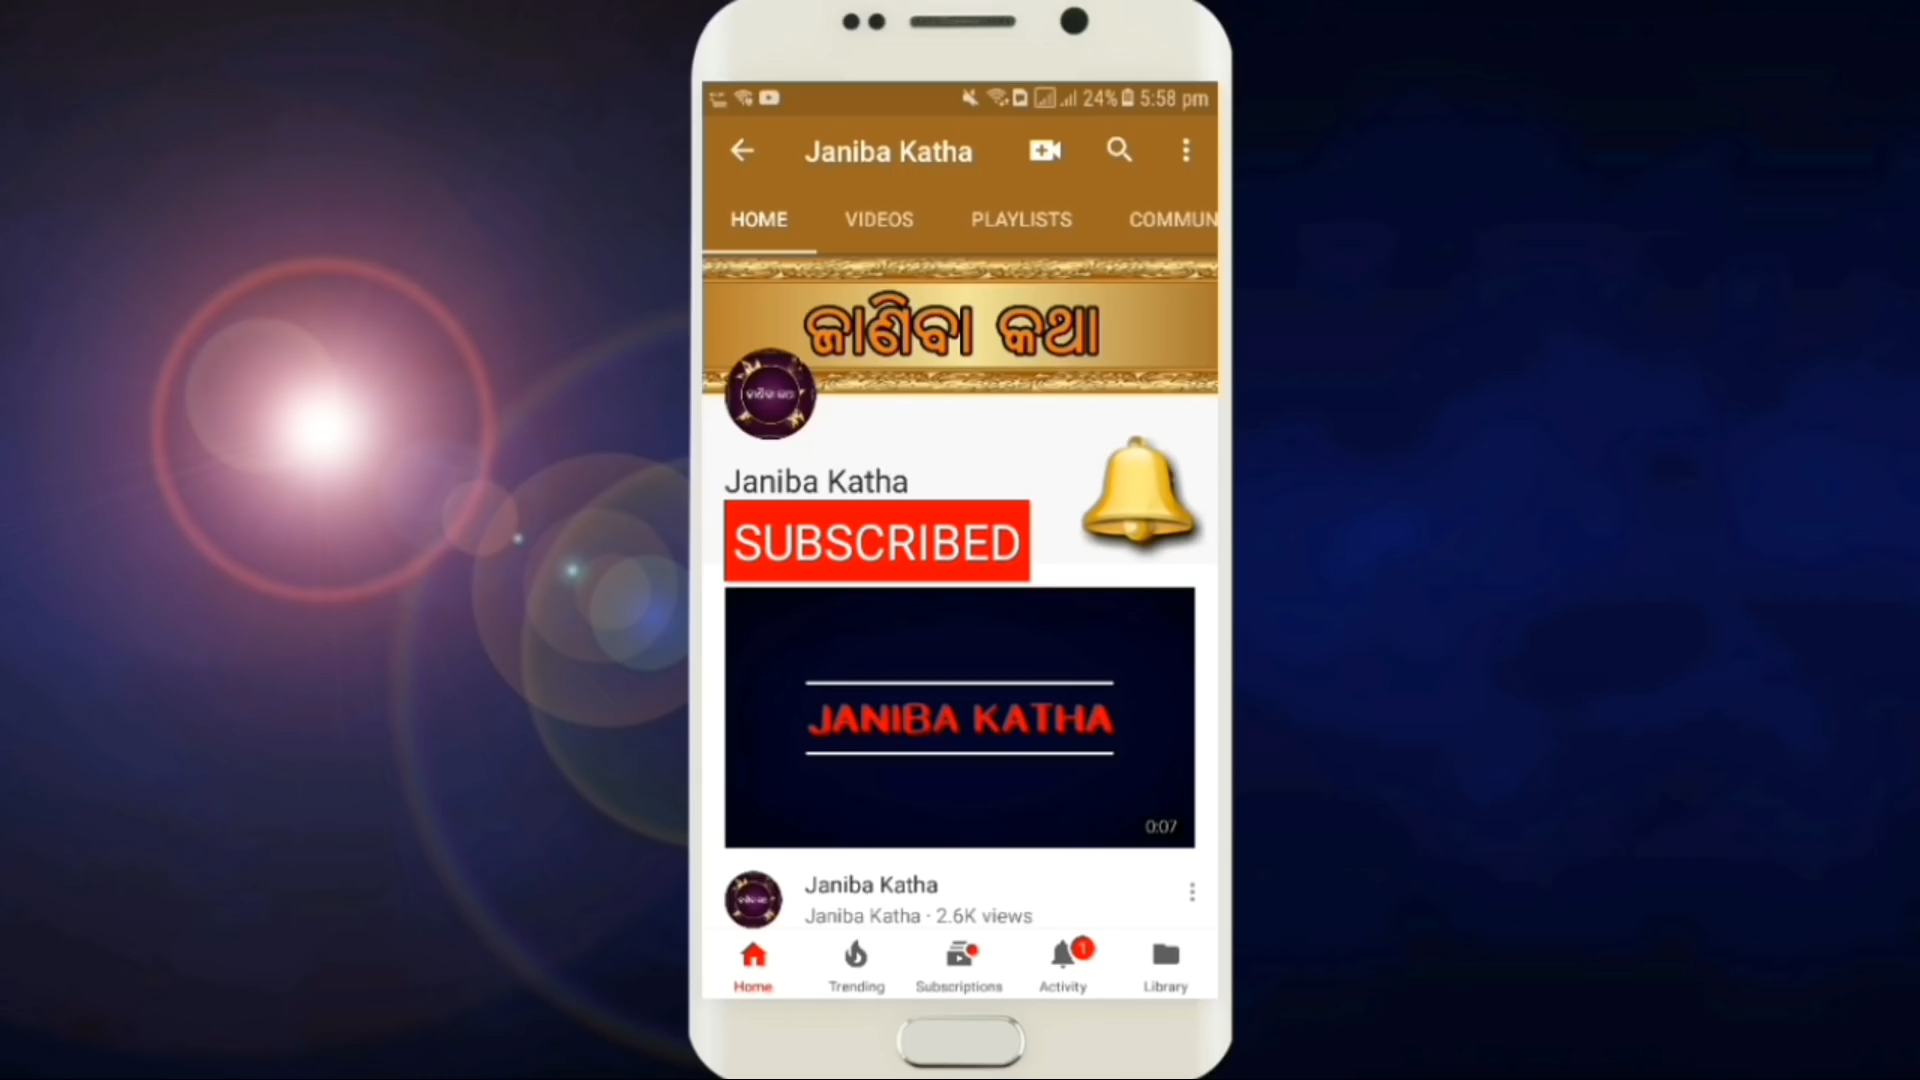 24% 5:58 pm
Janiba Katha
HOME VIDEOS PLAYLISTS COMMUN
ଜାଣିବା କଥା
Janiba Katha
SUBSCRIBED
JANIBA KATHA
0:07
Janiba Katha
Janiba Katha · 2.6K views
1
Home Trending Subscriptions Activity Library